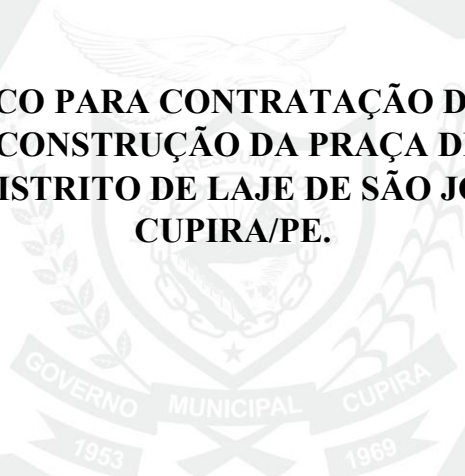 CO PARA CONTRATAÇÃO D
CONSTRUÇÃO DA PRAÇA D
ISTRITO DE LAJE DE SÃO JO
CUPIRA/PE.
GOVERNO MUNICIPAL CUPIRA
1953 1969